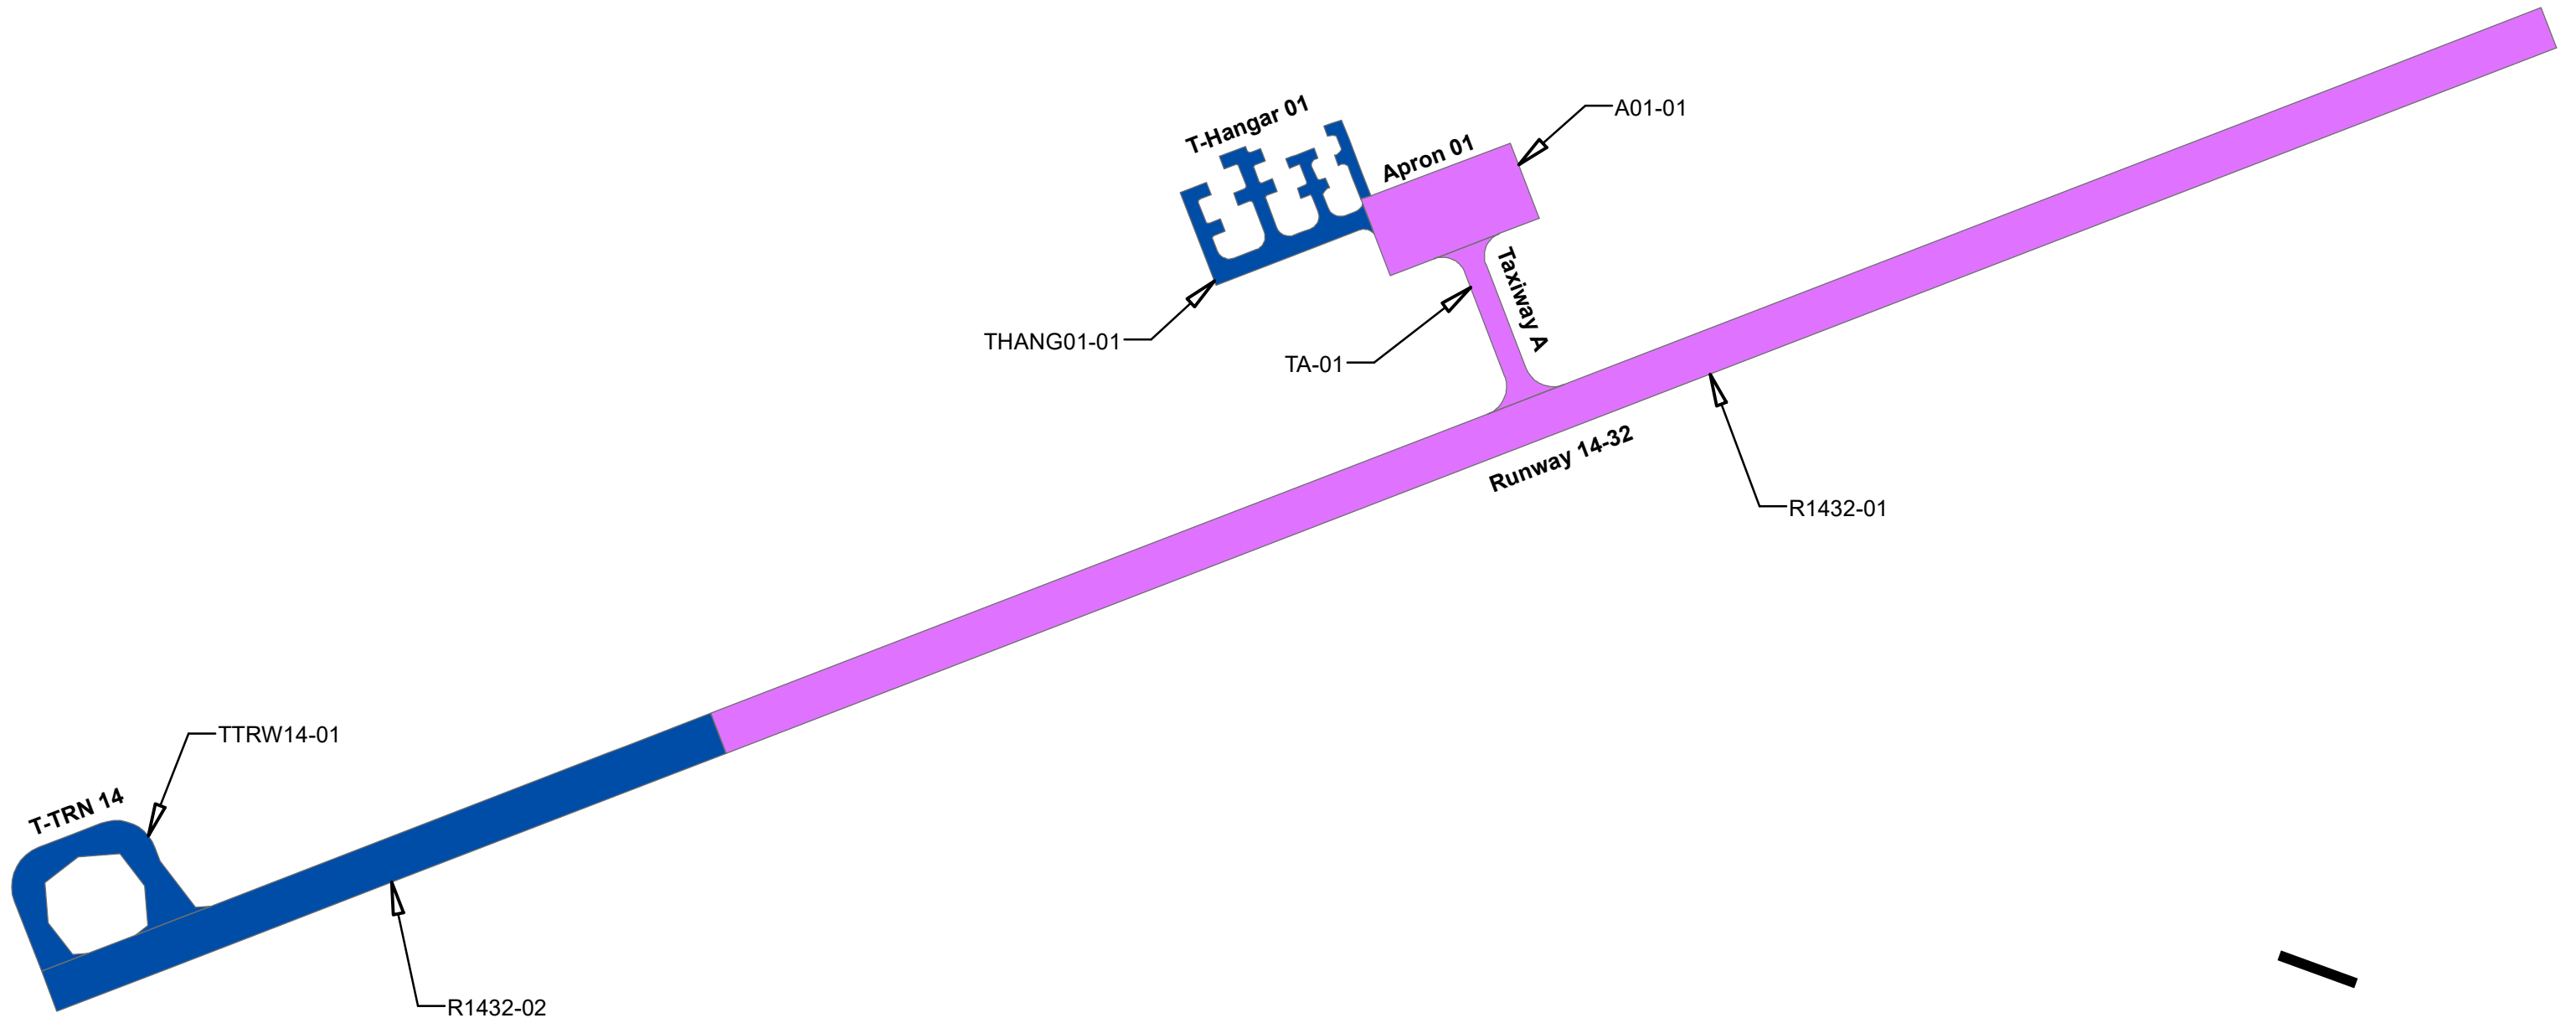 T-Hangar 01
A01-01
Apron 01
THANG01-01
TA-01
Taxiway A
Runway 14-32
R1432-01
TTRW14-01
T-TRN 14
R1432-02